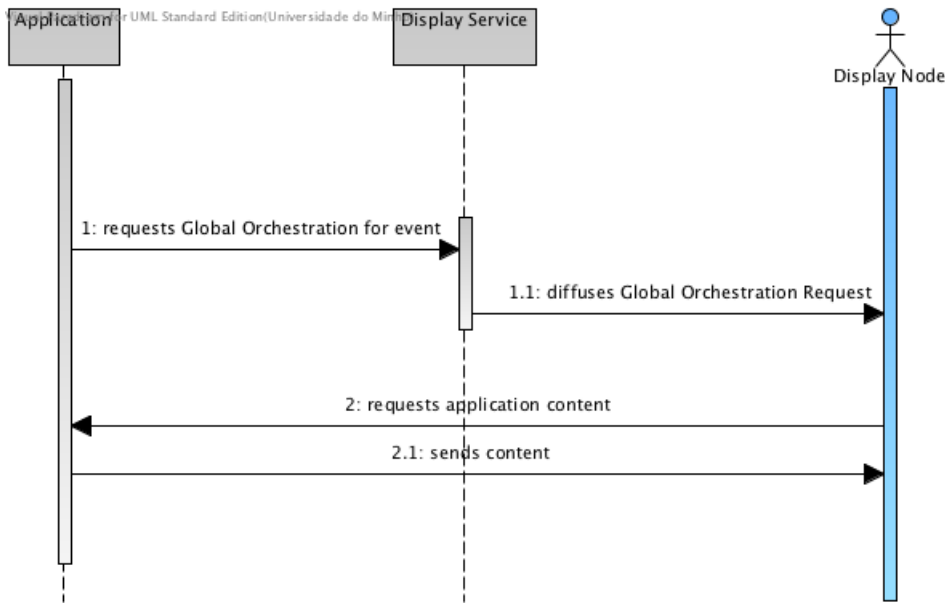 for UML Standard Edition(Universidade do Minho)
Application
Display Service
Display Node
1: requests Global Orchestration for event
1.1: diffuses Global Orchestration Request
2: requests application content
2.1: sends content